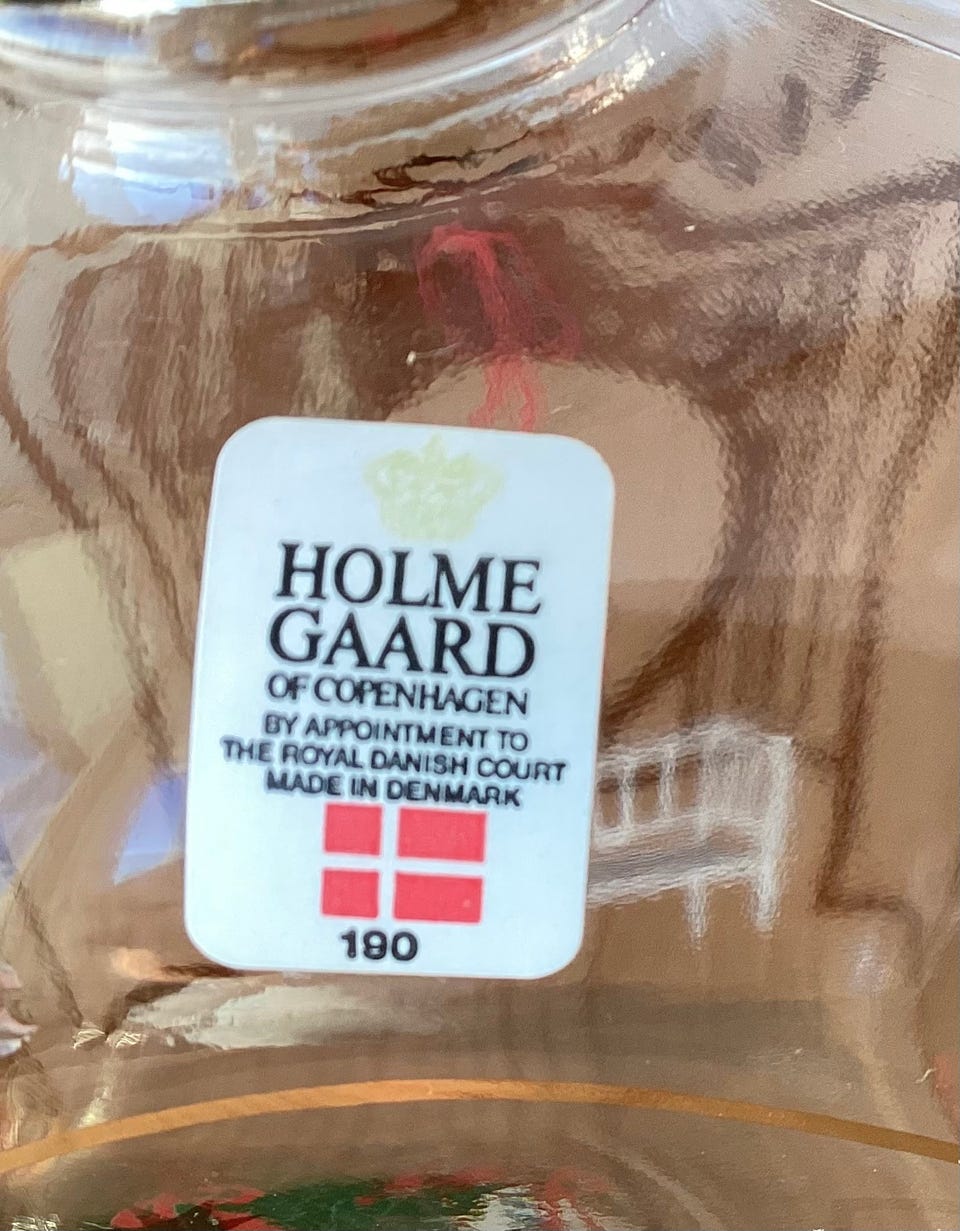 HOLME
GAARD
OF COPENHAGEN
BY APPOINTMENT TO
THE ROYAL DANISH COURT
MADE IN DENMARK
190